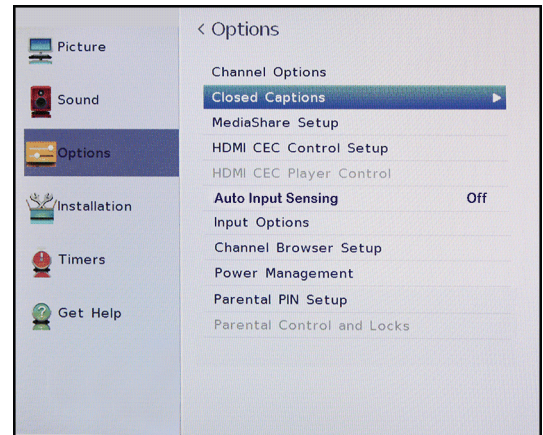 Picture
Sound
Options
Installation
Timers
Get Help
< Options
Channel Options
Closed Captions
MediaShare Setup
HDMI CEC Control Setup
HDMI CEC Player Control
Auto Input Sensing Off
Input Options
Channel Browser Setup
Power Management
Parental PIN Setup
Parental Control and Locks